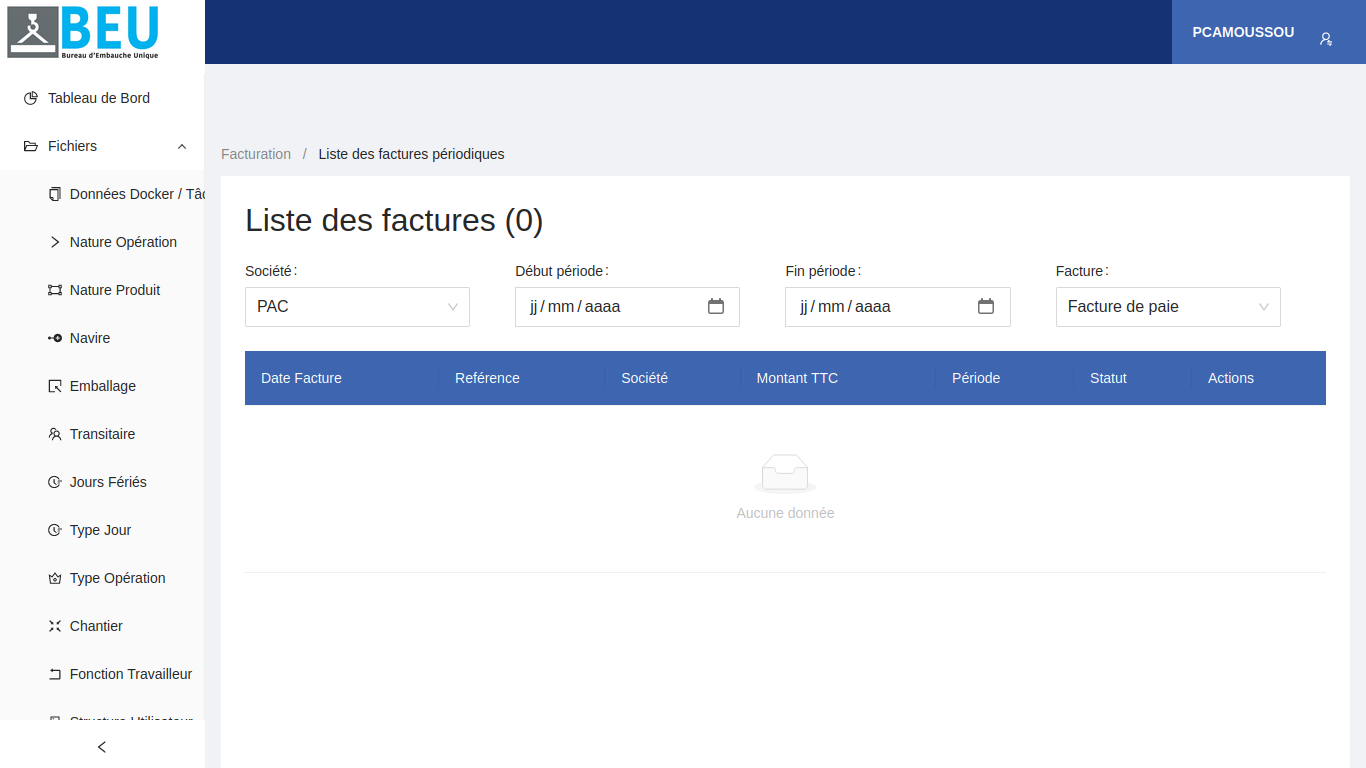 BEU
Bureau d'Embauche Unique
PCAMOUSSOU
Tableau de Bord
Fichiers
Données Docker / Tâc
Nature Opération
Nature Produit
Navire
Emballage
Transitaire
Jours Fériés
Type Jour
Type Opération
Chantier
Fonction Travailleur
Structure Utilisateur
Facturation / Liste des factures périodiques
Liste des factures (0)
Société : Début période : Fin période : Facture :
PAC jj/mm/aaaa jj/mm/aaaa Facture de paie
Date Facture Reférence Société Montant TTC Période Statut Actions
Aucune donnée